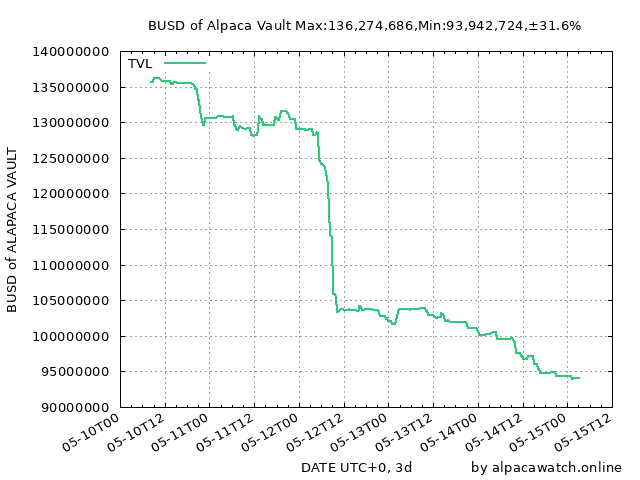 BUSD of Alpaca Vault Max:136,274,686,Min:93,942,724,±31.6%
TVL
140000000
135000000
130000000
125000000
120000000
115000000
110000000
105000000
100000000
95000000
90000000
BUSD of ALAPACA VAULT
05-10T00
05-10T12
05-11T00
05-11T12
05-12T00
05-12T12
05-13T00
05-13T12
05-14T00
05-14T12
05-15T00
05-15T12
DATE UTC+0, 3d
by alpacawatch.online